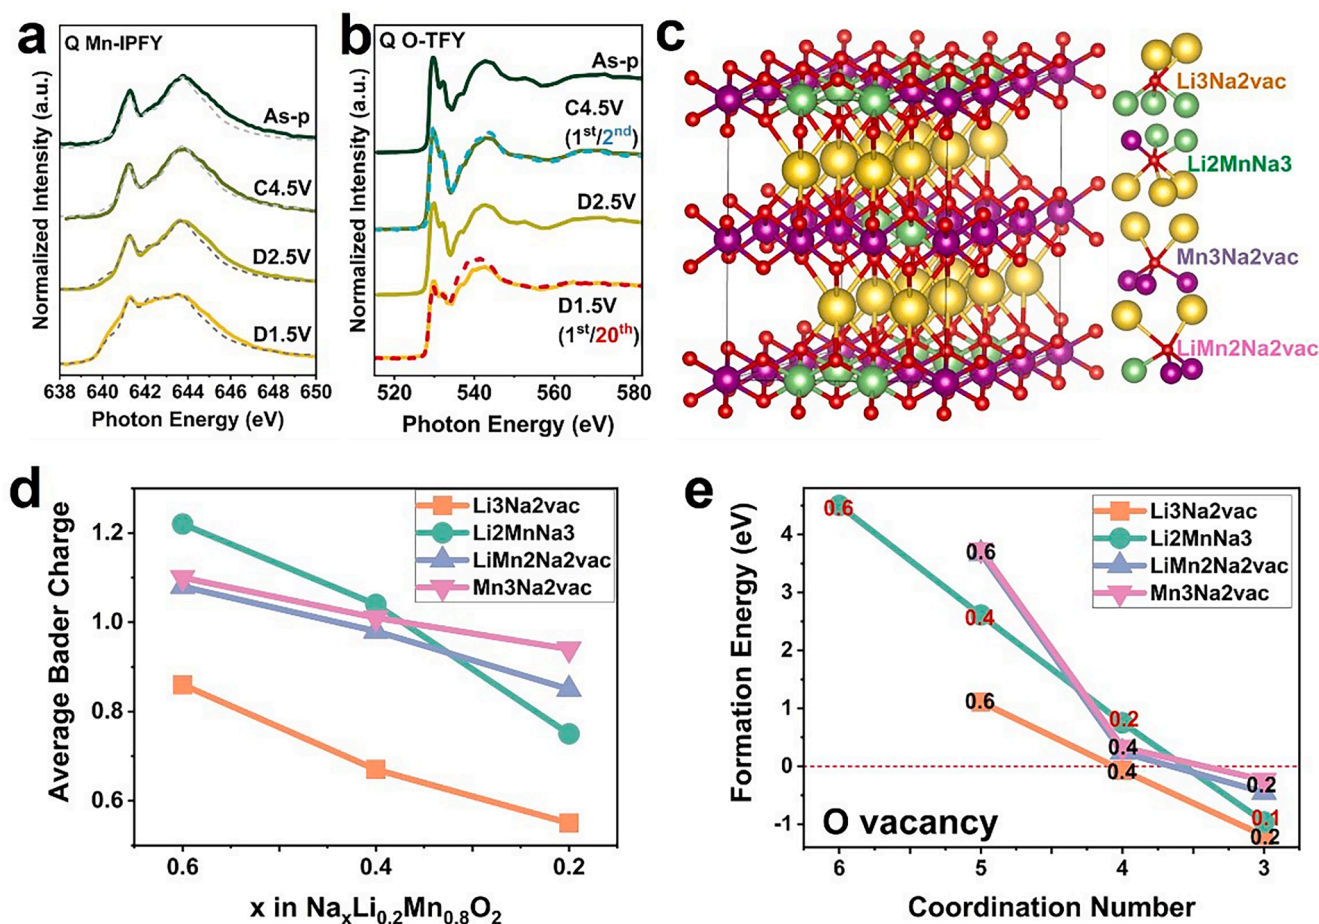 a
Q Mn-IPFY
Normalized Intensity (a.u.)
As-p
C4.5V
D2.5V
D1.5V
638 640 642 644 646 648 650
Photon Energy (eV)
b
Q O-TFY
Normalized Intensity (a.u.)
As-p
C4.5V
(1st/2nd)
D2.5V
D1.5V
(1st/20th)
520 540 560 580
Photon Energy (eV)
c
Li3Na2vac
Li2MnNa3
Mn3Na2vac
LiMn2Na2vac
d
Average Bader Charge
1.2
1.0
0.8
0.6
Li3Na2vac
Li2MnNa3
LiMn2Na2vac
Mn3Na2vac
0.6 0.4 0.2
x in NaxLi0.2Mn0.8O2
e
Formation Energy (eV)
4
3
2
1
0
-1
Li3Na2vac
Li2MnNa3
LiMn2Na2vac
Mn3Na2vac
0.6
0.6
0.4
0.6
0.2
0.4
0.4
0.2
0.1
0.2
O vacancy
6 5 4 3
Coordination Number